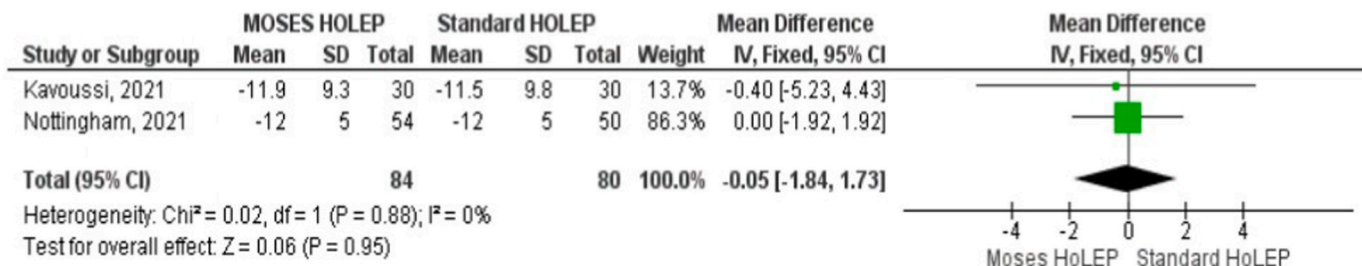 MOSES HOLEP Standard HOLEP Mean Difference Mean Difference
Study or Subgroup Mean SD Total Mean SD Total Weight IV, Fixed, 95% CI IV, Fixed, 95% CI
Kavoussi, 2021 -11.9 9.3 30 -11.5 9.8 30 13.7% -0.40 [-5.23, 4.43]
Nottingham, 2021 -12 5 54 -12 5 50 86.3% 0.00 [-1.92, 1.92]
Total (95% CI) 84 80 100.0% -0.05 [-1.84, 1.73]
Heterogeneity: Chi² = 0.02, df = 1 (P = 0.88); I² = 0%
Test for overall effect: Z = 0.06 (P = 0.95)
-4 -2 0 2 4
Moses HoLEP Standard HoLEP